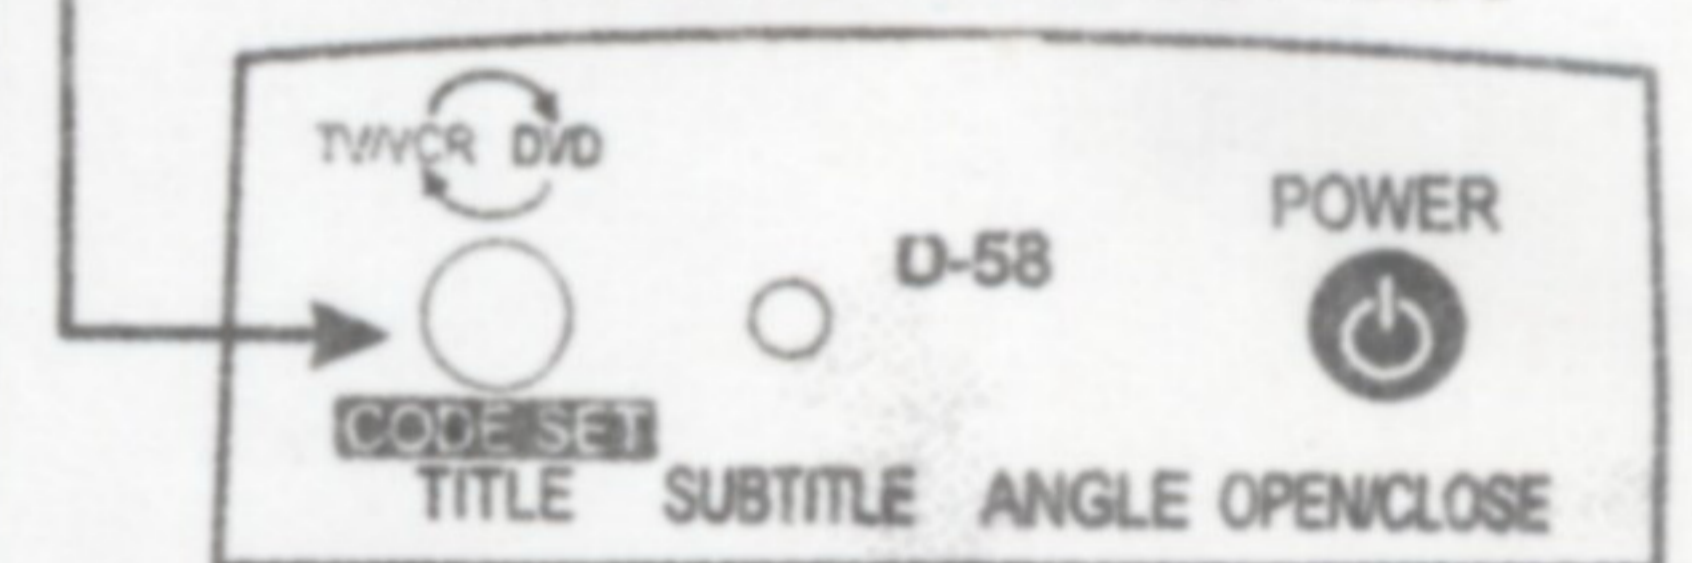 TV/VCR DVD
POWER
D-58
CODE SET
TITLE SUBTITLE ANGLE OPEN/CLOSE